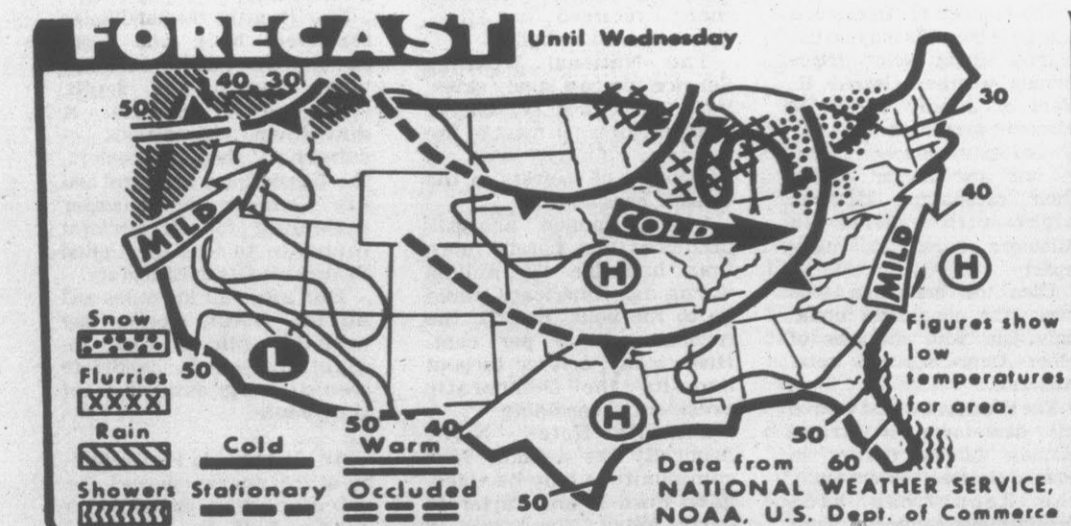 FORECAST
Until Wednesday
40 30
50
30
40
MILD
COLD
MILD
H
H
L
H
Snow
Flurries
Rain
Showers
Cold
Warm
Stationary
Occluded
50
50
40
50
50
60
Figures show
low
temperatures
for area.
Data from
NATIONAL WEATHER SERVICE,
NOAA, U.S. Dept. of Commerce